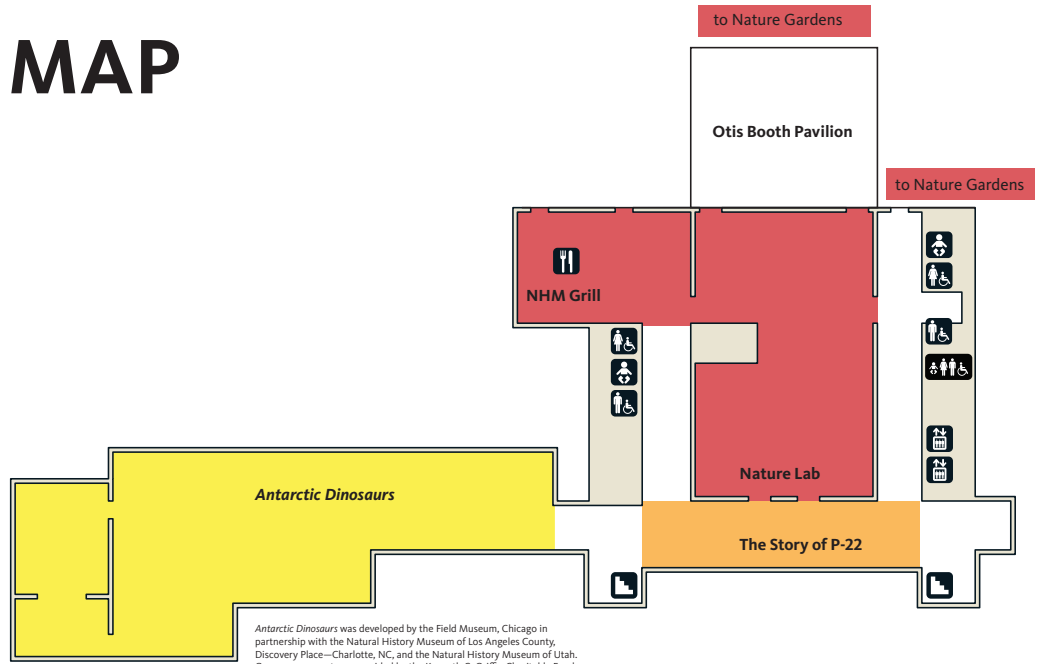 to Nature Gardens
MAP
Otis Booth Pavilion
to Nature Gardens
NHM Grill
Nature Lab
Antarctic Dinosaurs
The Story of P-22
Antarctic Dinosaurs was developed by the Field Museum, Chicago in
partnership with the Natural History Museum of Los Angeles County,
Discovery Place—Charlotte, NC, and the Natural History Museum of Utah.